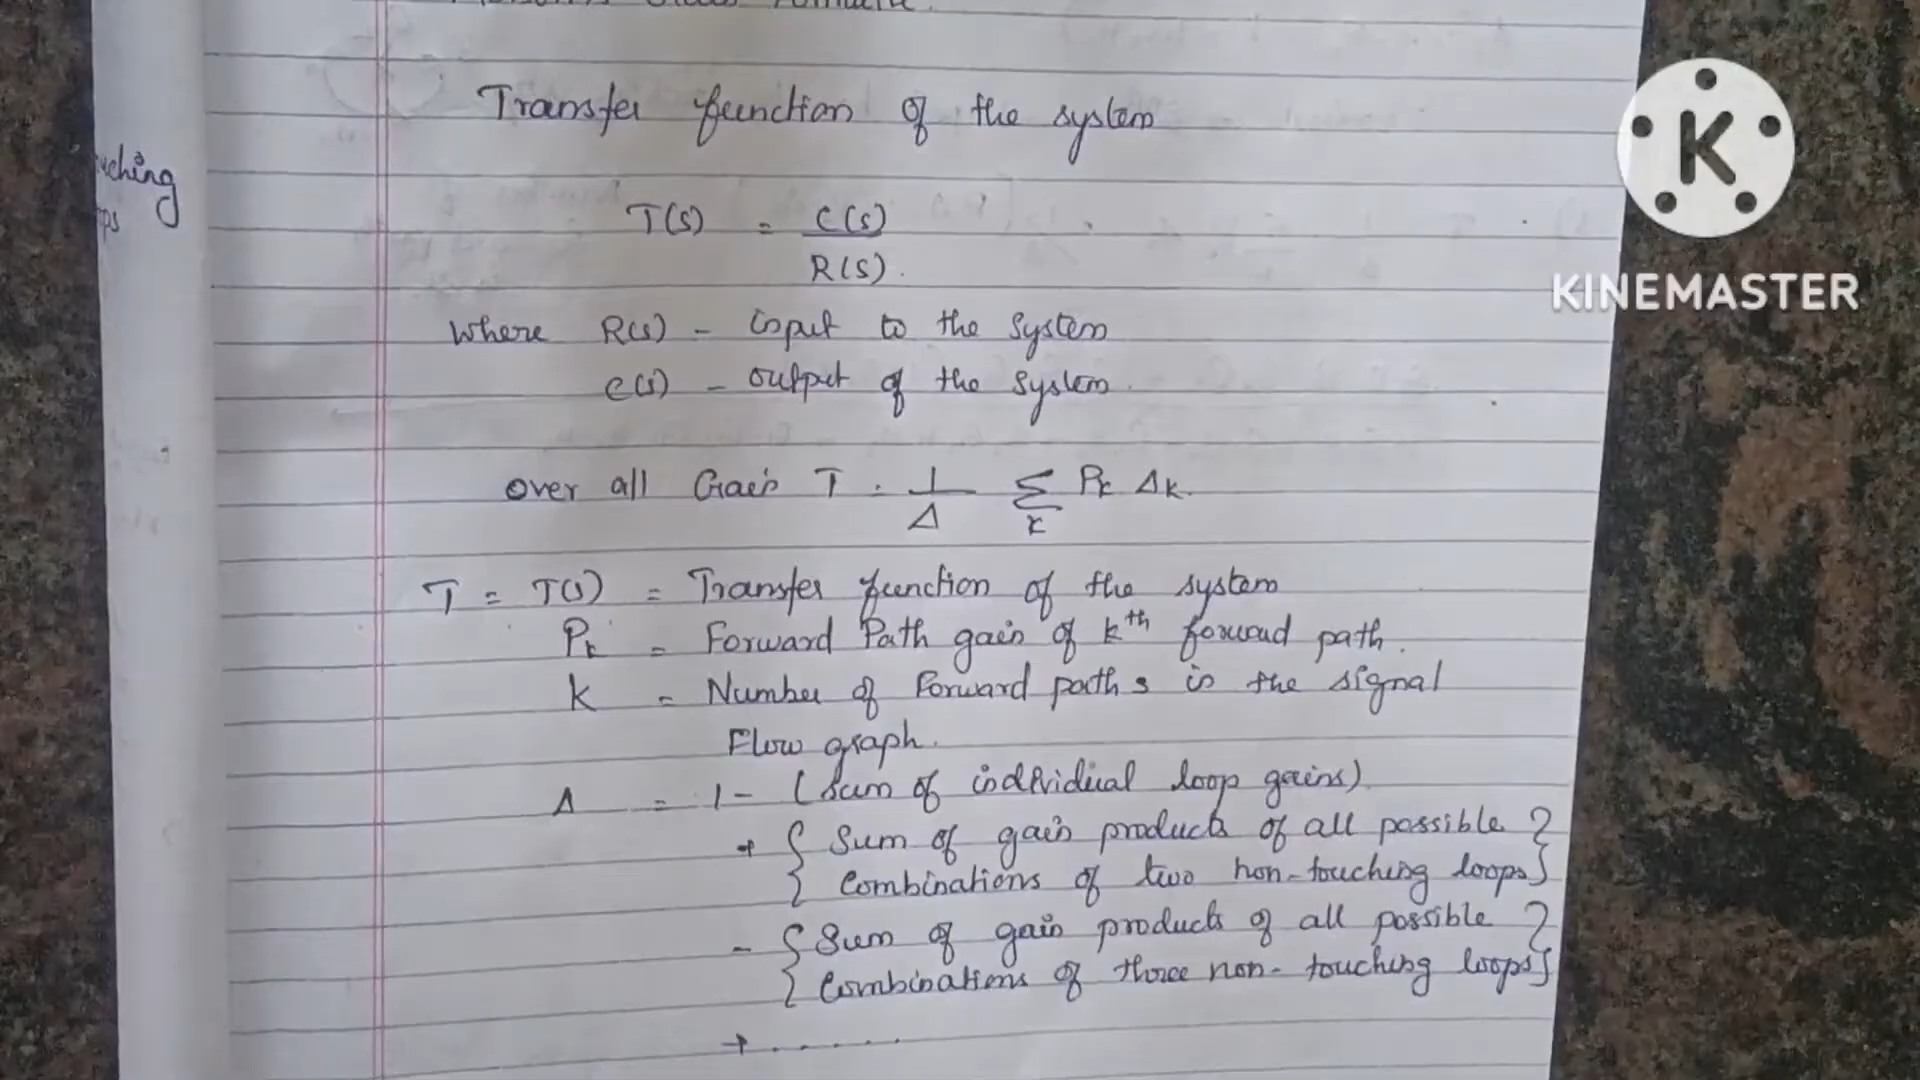 Transfer function of the system
uching
ops
T(s) = C(s)
R(s).
Where R(s) - input to the system
C(s) - output of the system.
over all Gain T = 1/Δ Σ Pk Δk.
K
T = T(s) = Transfer function of the system
Pk = Forward Path gain of kth forward path.
K = Number of Forward paths in the signal
Flow graph.
Δ = 1 - (sum of individual loop gains)
+ { Sum of gain products of all possible }
{ Combinations of two non-touching loops }
- { Sum of gain products of all possible }
{ Combinations of three non-touching loops }
+ . . . . . .
K
KINEMASTER